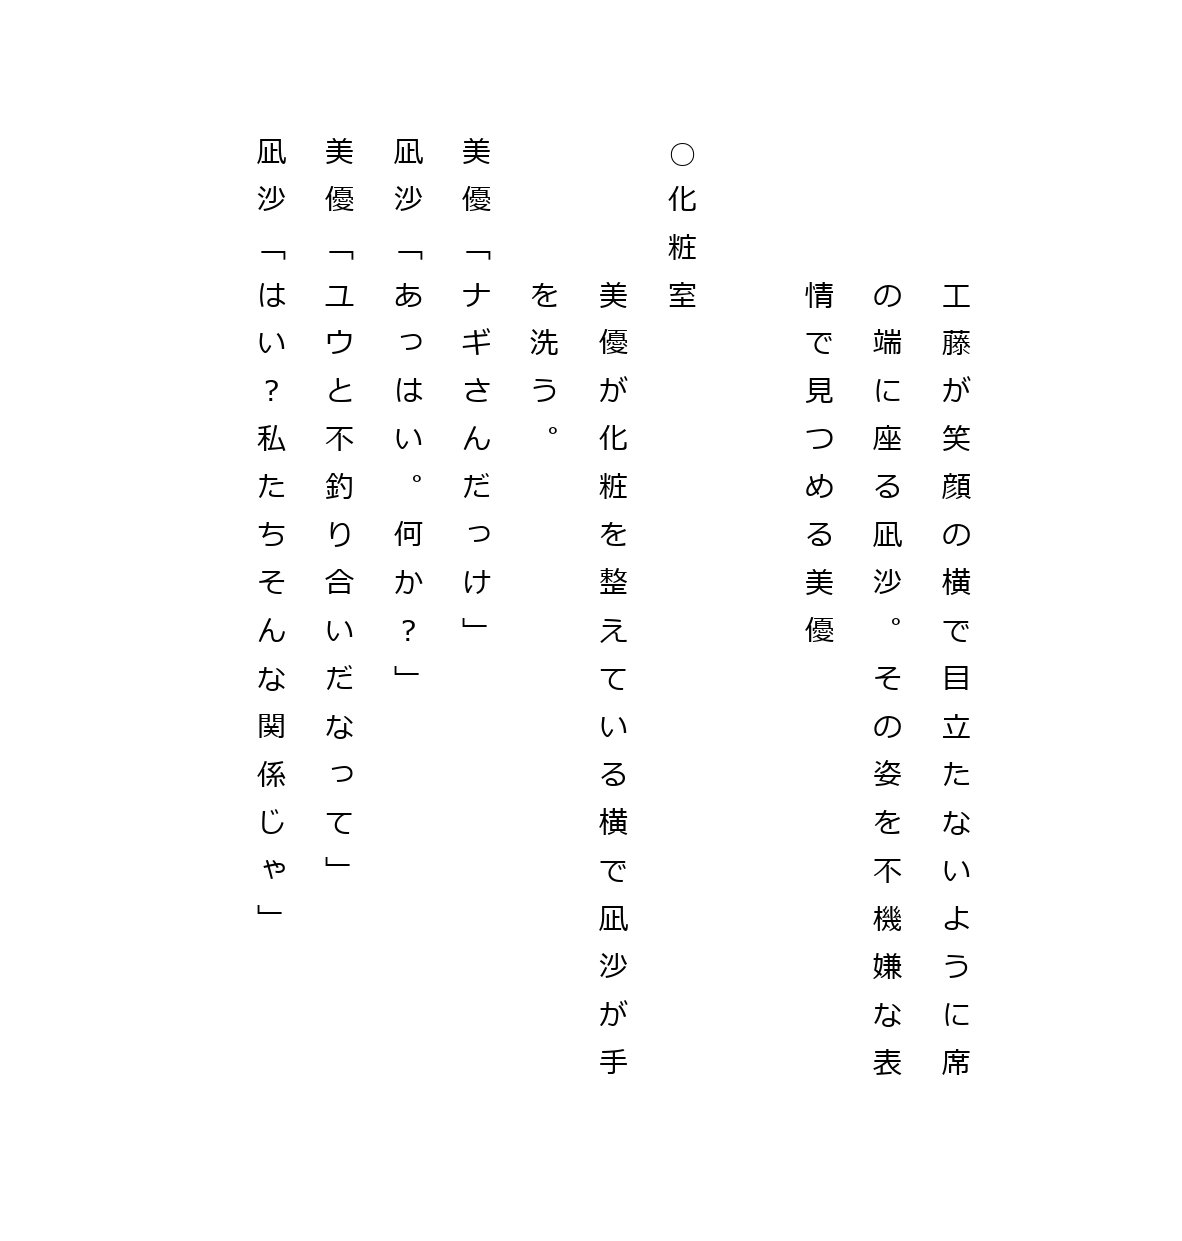 工藤が笑顔の横で目立たないように席
の端に座る凪沙。その姿を不機嫌な表
情で見つめる美優
○化粧室
美優が化粧を整えている横で凪沙が手
を洗う。
美優「ナギさんだっけ」
凪沙「あっはい。何か?」
美優「ユウと不釣り合いだなって」
凪沙「はい?私たちそんな関係じゃ」